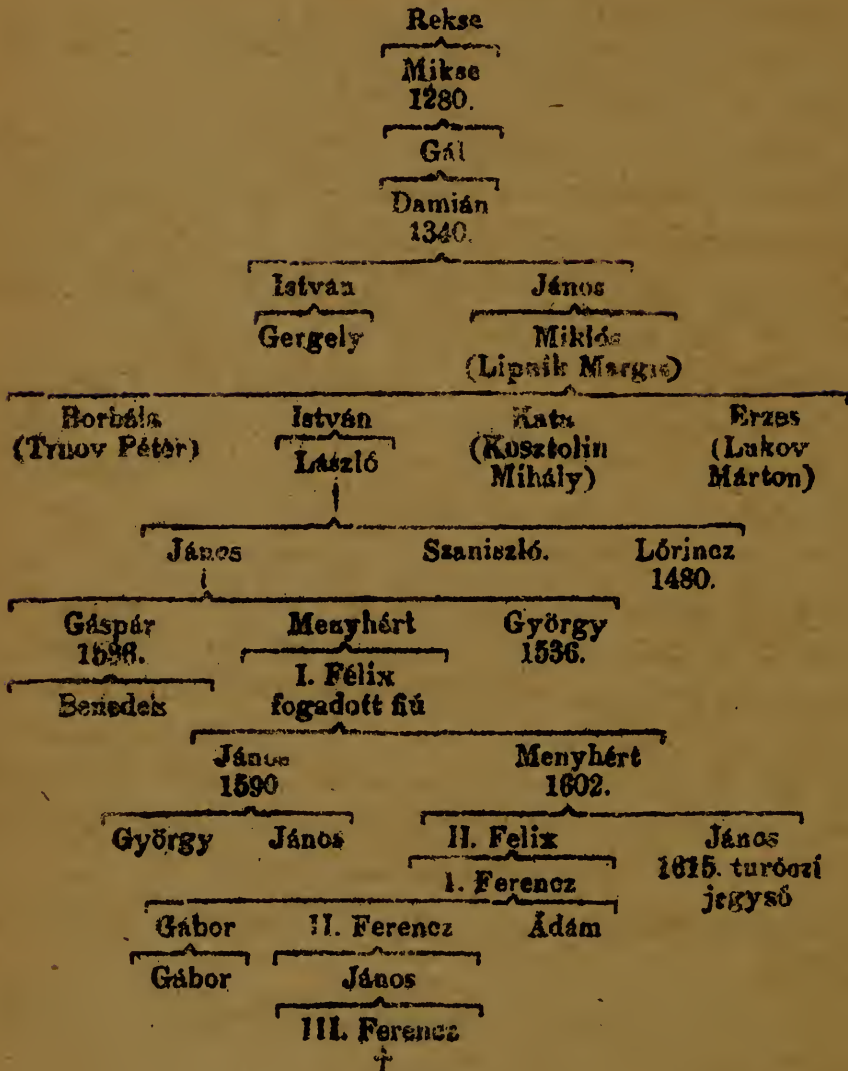 Rekse
Mikse
1280.
Gál
Damián
1340.
István János
Gergely Miklós
(Lipnik Margit)
Borbála István Kata Erzse
(Trnov Péter) László (Kosztolin (Lukov
Mihály) Márton)
János Szaniszló. Lőrincz
1480.
Gáspár Menyhért György
1536. I. Félix 1536.
Benedek fogadott fiú
János Menyhért
1590 1602.
György János II. Felix János
I. Ferencz 1615. turóczi
jegyső
Gábor II. Ferencz Ádám
Gábor János
III. Ferencz
†